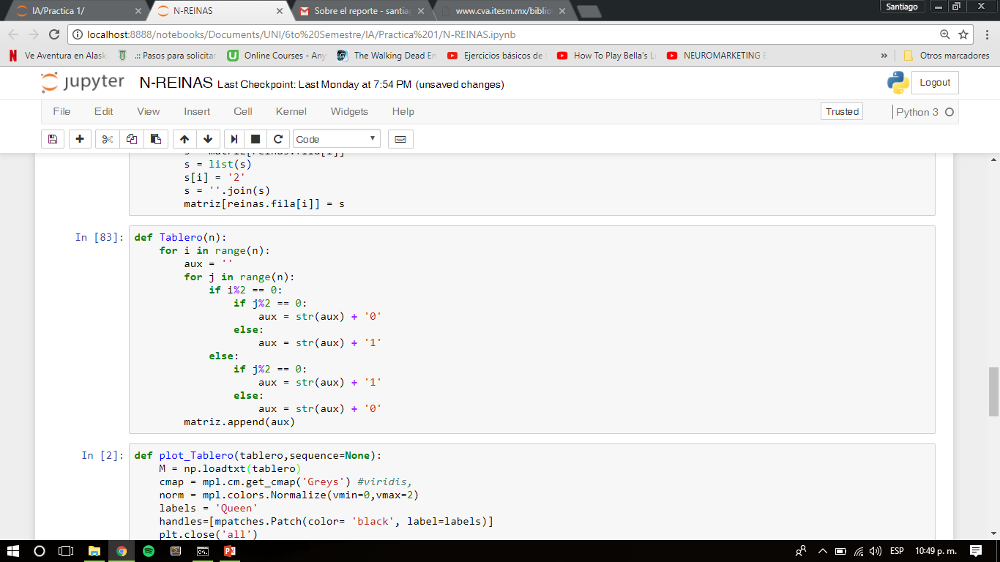 IA/Practica 1/
N-REINAS
Sobre el reporte - santia
www.cva.itesm.mx/biblio
Santiago
localhost:8888/notebooks/Documents/UNI/6to%20Semestre/IA/Practica%201/N-REINAS.ipynb
Ve Aventura en Alask
.:: Pasos para solicitar
Online Courses - Any
The Walking Dead En
Ejercicios básicos de
How To Play Bella's Lu
NEUROMARKETING E
»
Otros marcadores
jupyter N-REINAS Last Checkpoint: Last Monday at 7:54 PM (unsaved changes)
Logout
File Edit View Insert Cell Kernel Widgets Help
Trusted
Python 3
Code
s = matriz[reinas.fila[i]]
s = list(s)
s[i] = '2'
s = ''.join(s)
matriz[reinas.fila[i]] = s
In [83]: def Tablero(n):
for i in range(n):
aux = ''
for j in range(n):
if i%2 == 0:
if j%2 == 0:
aux = str(aux) + '0'
else:
aux = str(aux) + '1'
else:
if j%2 == 0:
aux = str(aux) + '1'
else:
aux = str(aux) + '0'
matriz.append(aux)
In [2]: def plot_Tablero(tablero,sequence=None):
M = np.loadtxt(tablero)
cmap = mpl.cm.get_cmap('Greys') #viridis,
norm = mpl.colors.Normalize(vmin=0,vmax=2)
labels = 'Queen'
handles=[mpatches.Patch(color= 'black', label=labels)]
plt.close('all')
ESP
10:49 p. m.